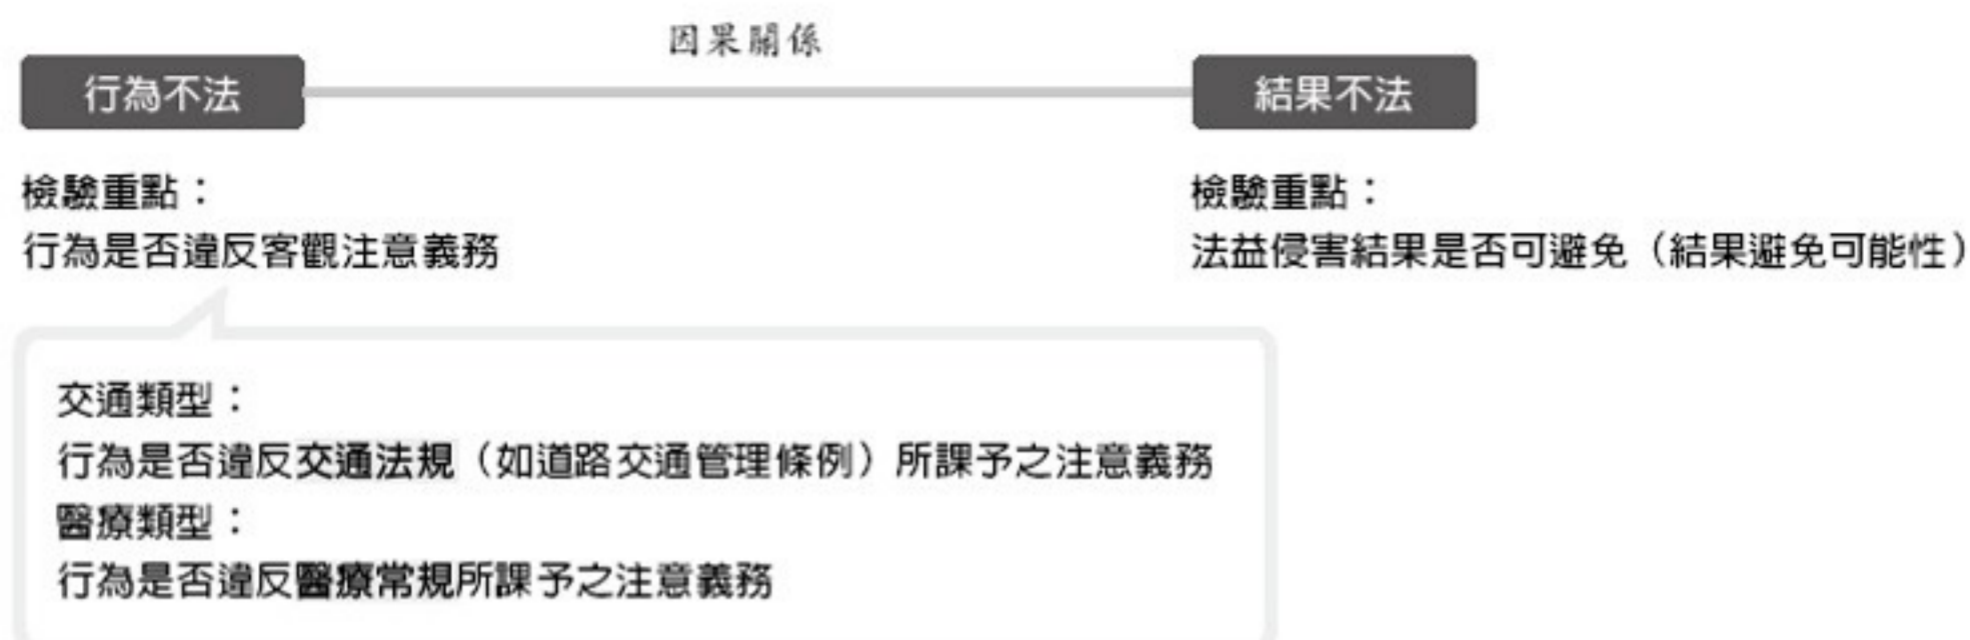 因果關係
行為不法
結果不法
檢驗重點：
行為是否違反客觀注意義務
檢驗重點：
法益侵害結果是否可避免（結果避免可能性）
交通類型：
行為是否違反交通法規（如道路交通管理條例）所課予之注意義務
醫療類型：
行為是否違反醫療常規所課予之注意義務